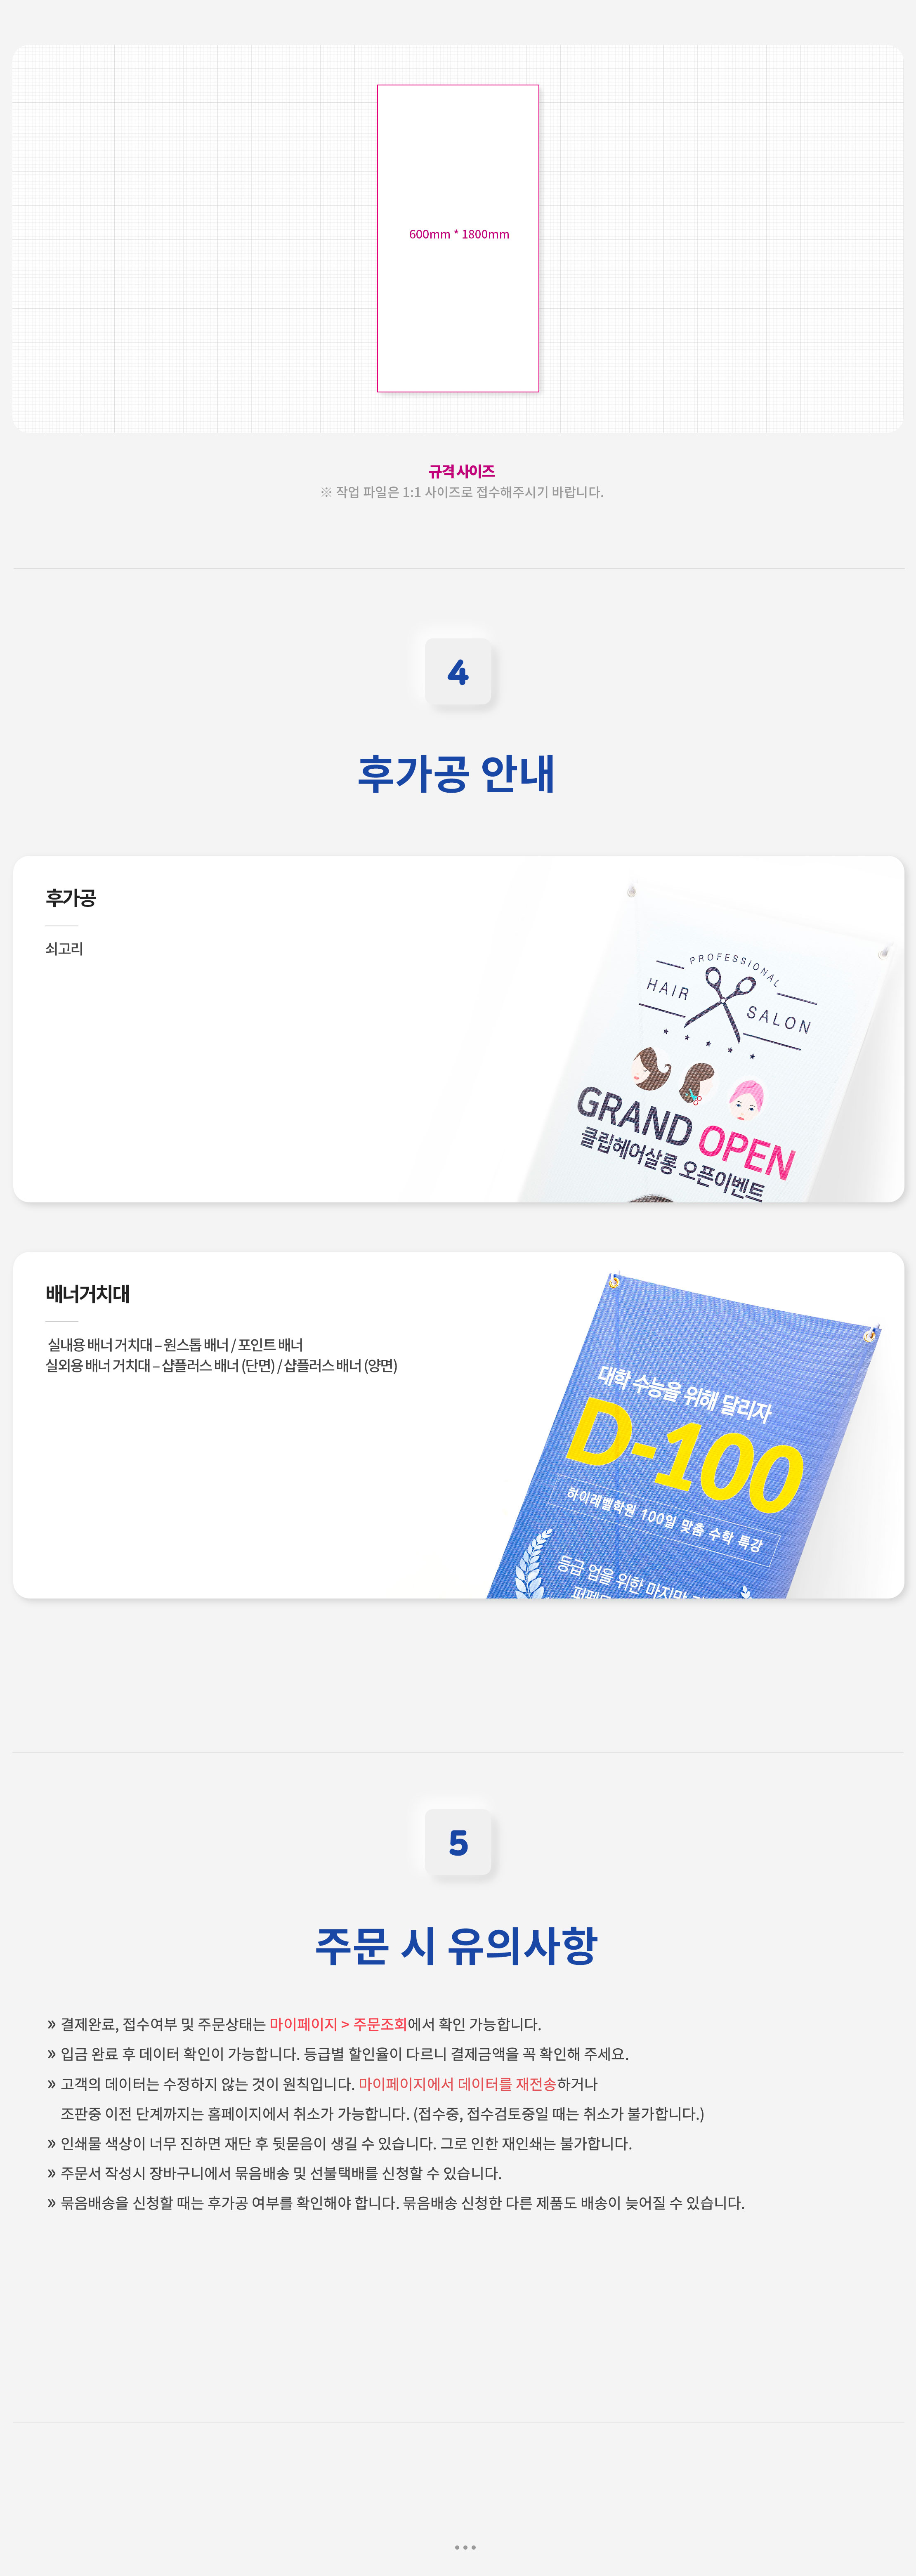 600mm * 1800mm
규격 사이즈
※ 작업 파일은 1:1 사이즈로 접수해주시기 바랍니다.
4
후가공 안내
후가공
쇠고리
PROFESSIONAL
HAIR SALON
GRAND OPEN
클립헤어살롱 오픈이벤트
배너거치대
실내용 배너 거치대 – 원스톱 배너 / 포인트 배너
실외용 배너 거치대 – 샵플러스 배너 (단면) / 샵플러스 배너 (양면)
대학 수능을 위해 달리자
D-100
하이레벨학원 100일 맞춤 수학 특강
등급 업을 위한 마지막
5
주문 시 유의사항
» 결제완료, 접수여부 및 주문상태는 마이페이지 > 주문조회에서 확인 가능합니다.
» 입금 완료 후 데이터 확인이 가능합니다. 등급별 할인율이 다르니 결제금액을 꼭 확인해 주세요.
» 고객의 데이터는 수정하지 않는 것이 원칙입니다. 마이페이지에서 데이터를 재전송하거나
조판중 이전 단계까지는 홈페이지에서 취소가 가능합니다. (접수중, 접수검토중일 때는 취소가 불가합니다.)
» 인쇄물 색상이 너무 진하면 재단 후 뒷묻음이 생길 수 있습니다. 그로 인한 재인쇄는 불가합니다.
» 주문서 작성시 장바구니에서 묶음배송 및 선불택배를 신청할 수 있습니다.
» 묶음배송을 신청할 때는 후가공 여부를 확인해야 합니다. 묶음배송 신청한 다른 제품도 배송이 늦어질 수 있습니다.